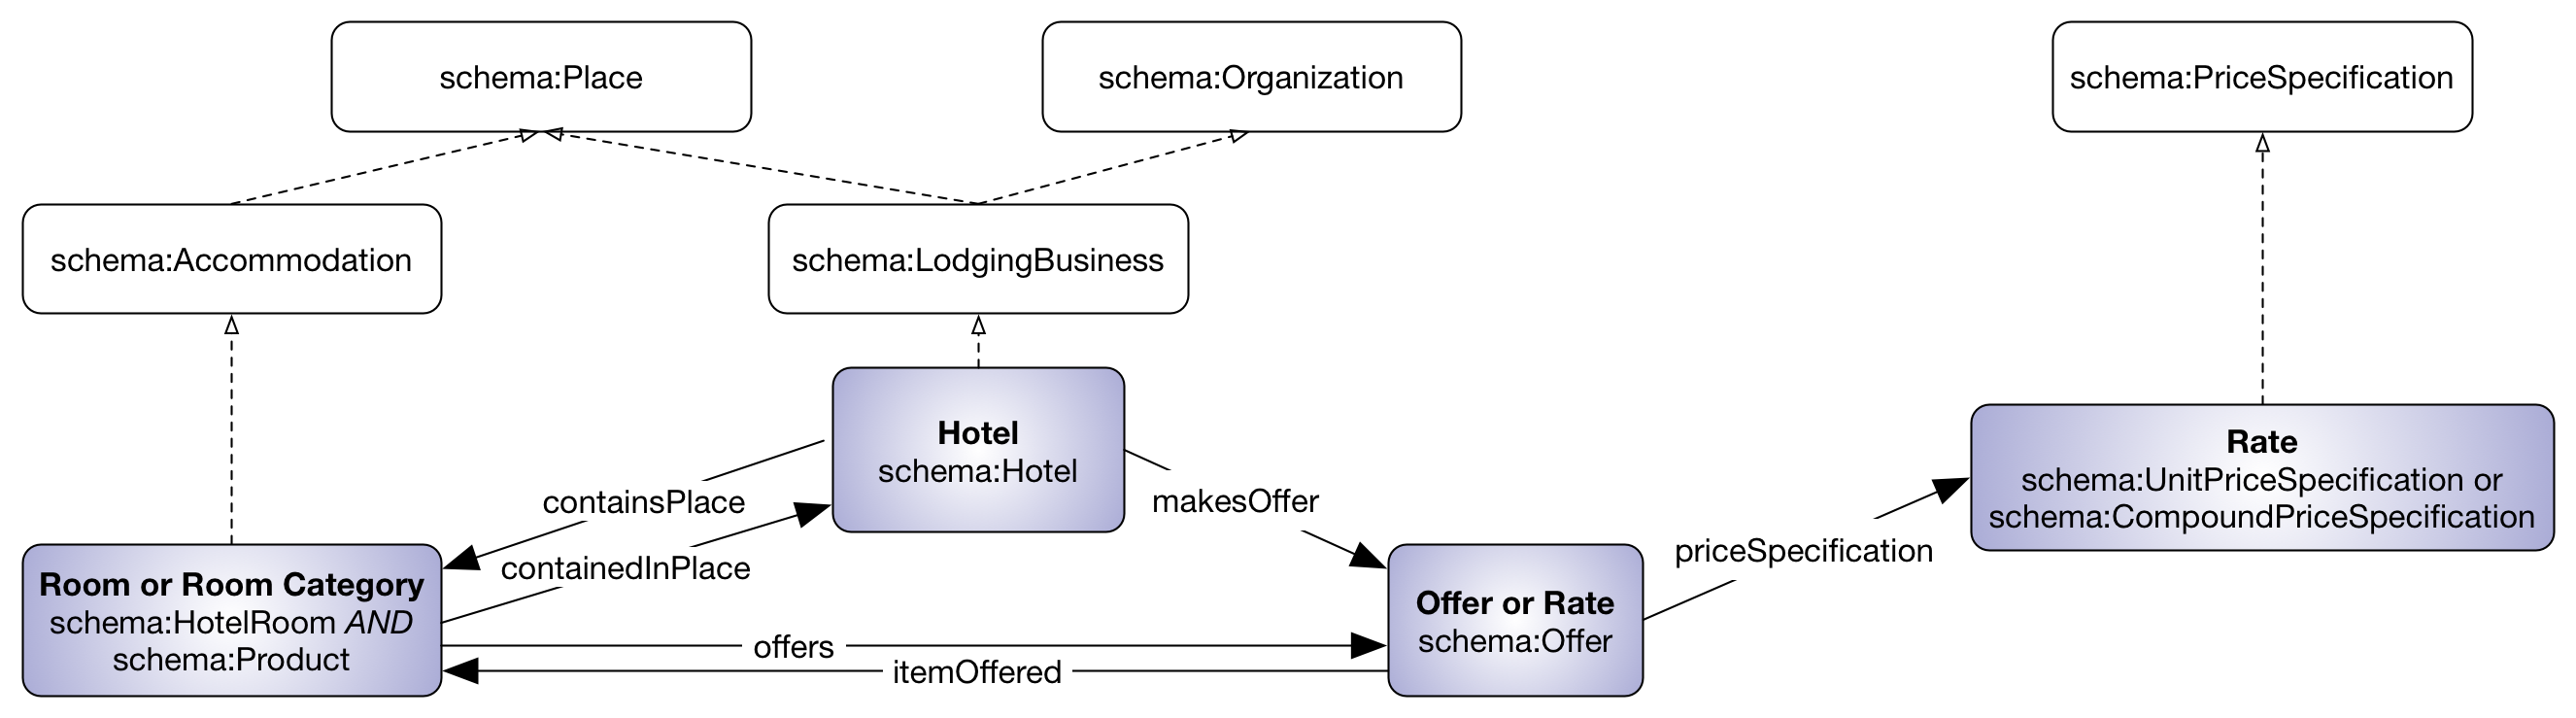 schema:Place
schema:Organization
schema:PriceSpecification
schema:Accommodation
schema:LodgingBusiness
Hotel
schema:Hotel
Rate
schema:UnitPriceSpecification or
schema:CompoundPriceSpecification
containsPlace
makesOffer
priceSpecification
containedInPlace
Room or Room Category
schema:HotelRoom AND
schema:Product
Offer or Rate
schema:Offer
offers
itemOffered